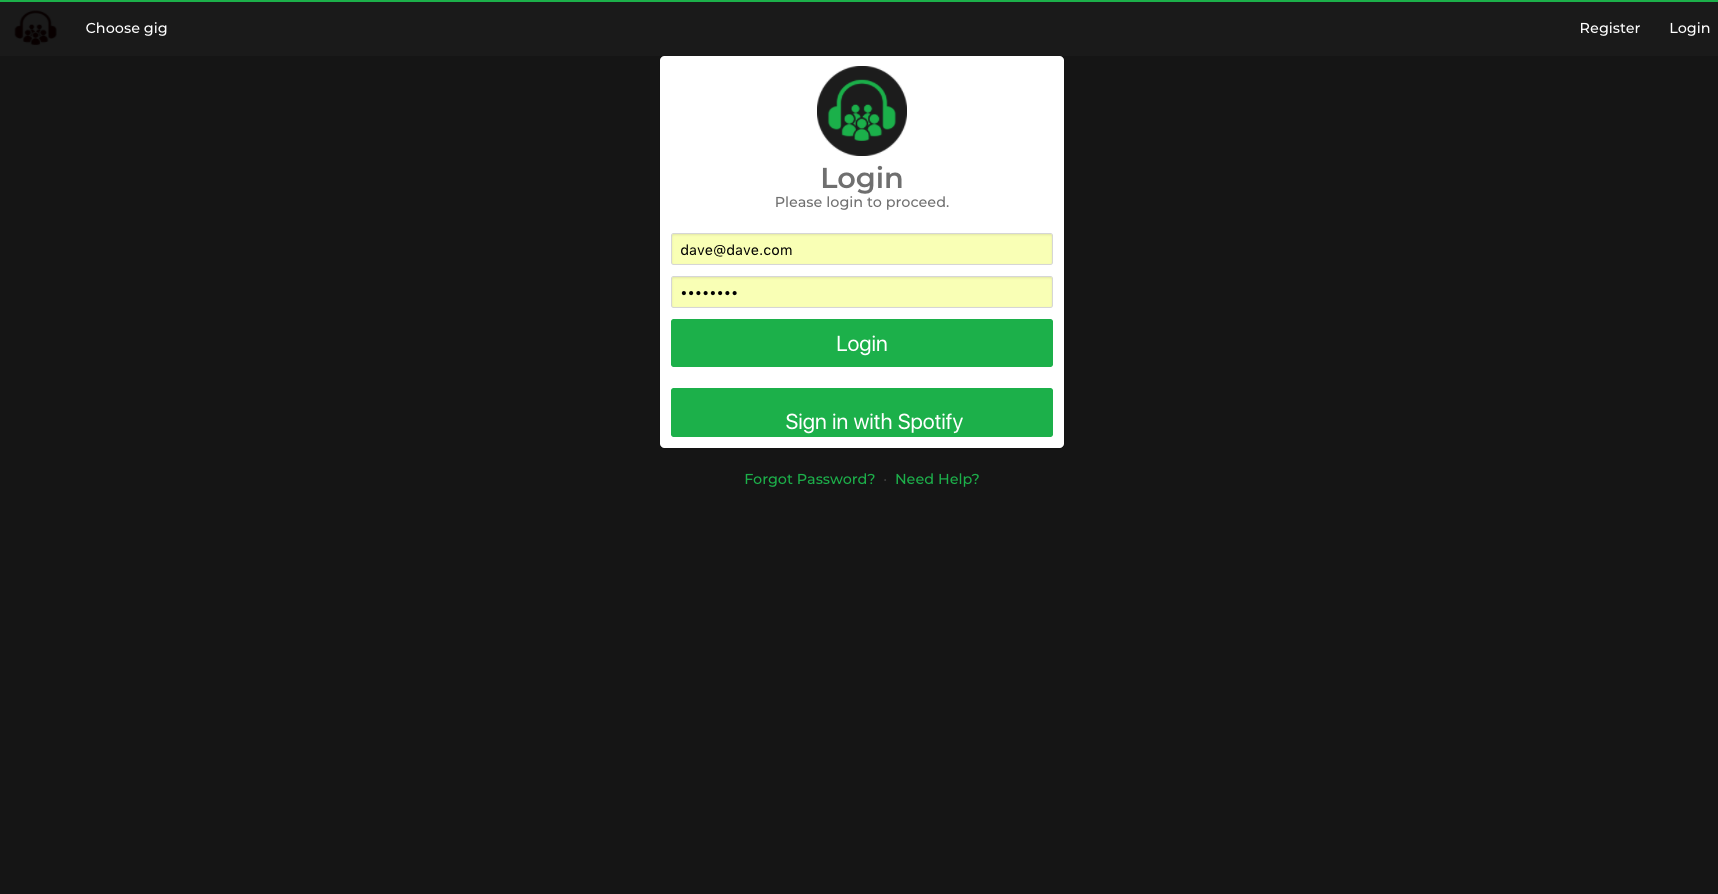 Choose gig
Register
Login
Login
Please login to proceed.
dave@dave.com
••••••••
Login
Sign in with Spotify
Forgot Password? · Need Help?